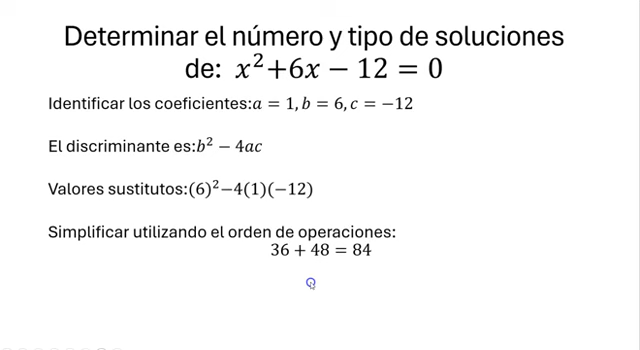 Determinar el número y tipo de soluciones
de: x²+6x − 12 = 0
Identificar los coeficientes:a = 1, b = 6, c = −12
El discriminante es:b² − 4ac
Valores sustitutos:(6)²−4(1)(−12)
Simplificar utilizando el orden de operaciones:
36 + 48 = 84